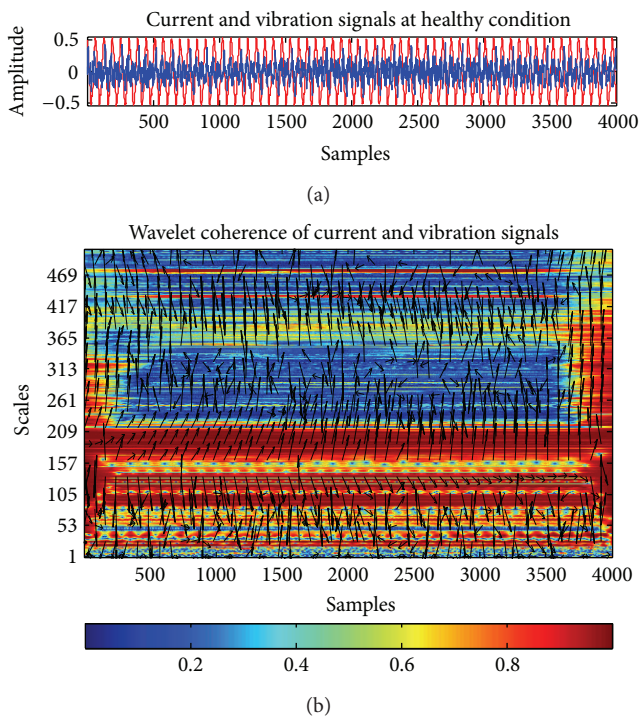 Current and vibration signals at healthy condition
Amplitude
0.5
0
−0.5
500 1000 1500 2000 2500 3000 3500 4000
Samples
(a)
Wavelet coherence of current and vibration signals
Scales
469
417
365
313
261
209
157
105
53
1
500 1000 1500 2000 2500 3000 3500 4000
Samples
0.2 0.4 0.6 0.8
(b)